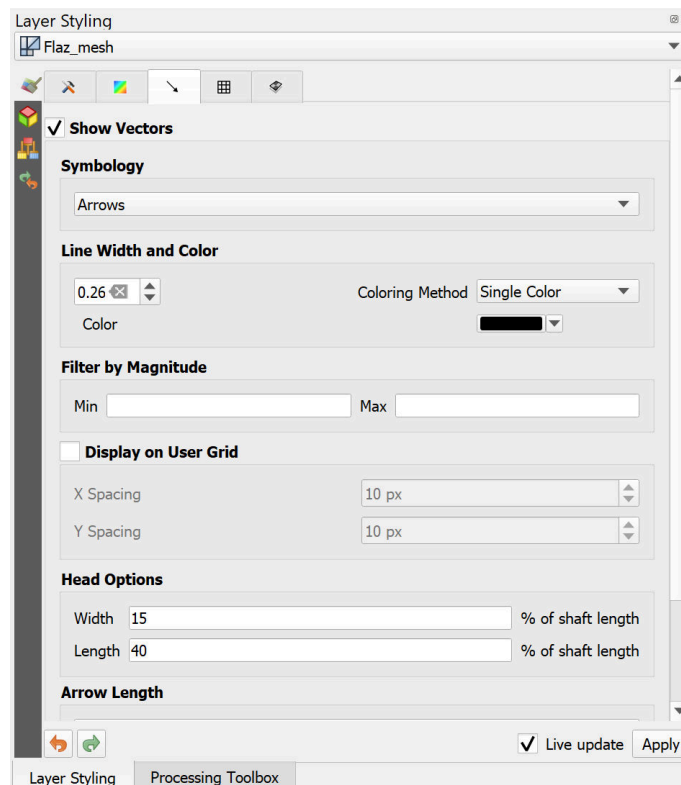 Layer Styling
Flaz_mesh
Show Vectors
Symbology
Arrows
Line Width and Color
0.26 Coloring Method Single Color
Color
Filter by Magnitude
Min Max
Display on User Grid
X Spacing 10 px
Y Spacing 10 px
Head Options
Width 15 % of shaft length
Length 40 % of shaft length
Arrow Length
Live update Apply
Layer Styling Processing Toolbox